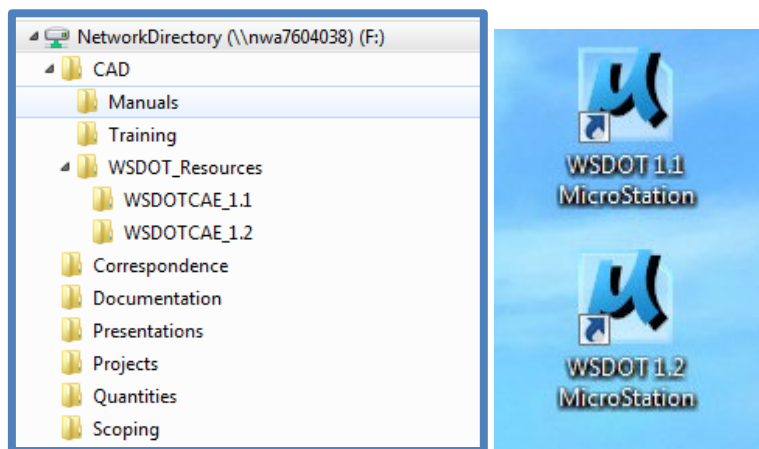 NetworkDirectory (\\nwa7604038) (F:)
CAD
Manuals
Training
WSDOT_Resources
WSDOTCAE_1.1
WSDOTCAE_1.2
Correspondence
Documentation
Presentations
Projects
Quantities
Scoping
WSDOT 1.1
MicroStation
WSDOT 1.2
MicroStation